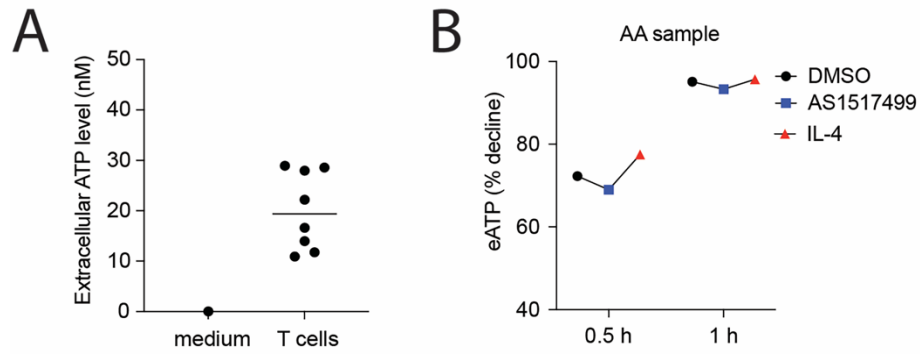 A
Extracellular ATP level (nM)
50
40
30
20
10
0
medium
T cells
B
AA sample
eATP (% decline)
100
80
60
40
0.5 h
1 h
DMSO
AS1517499
IL-4